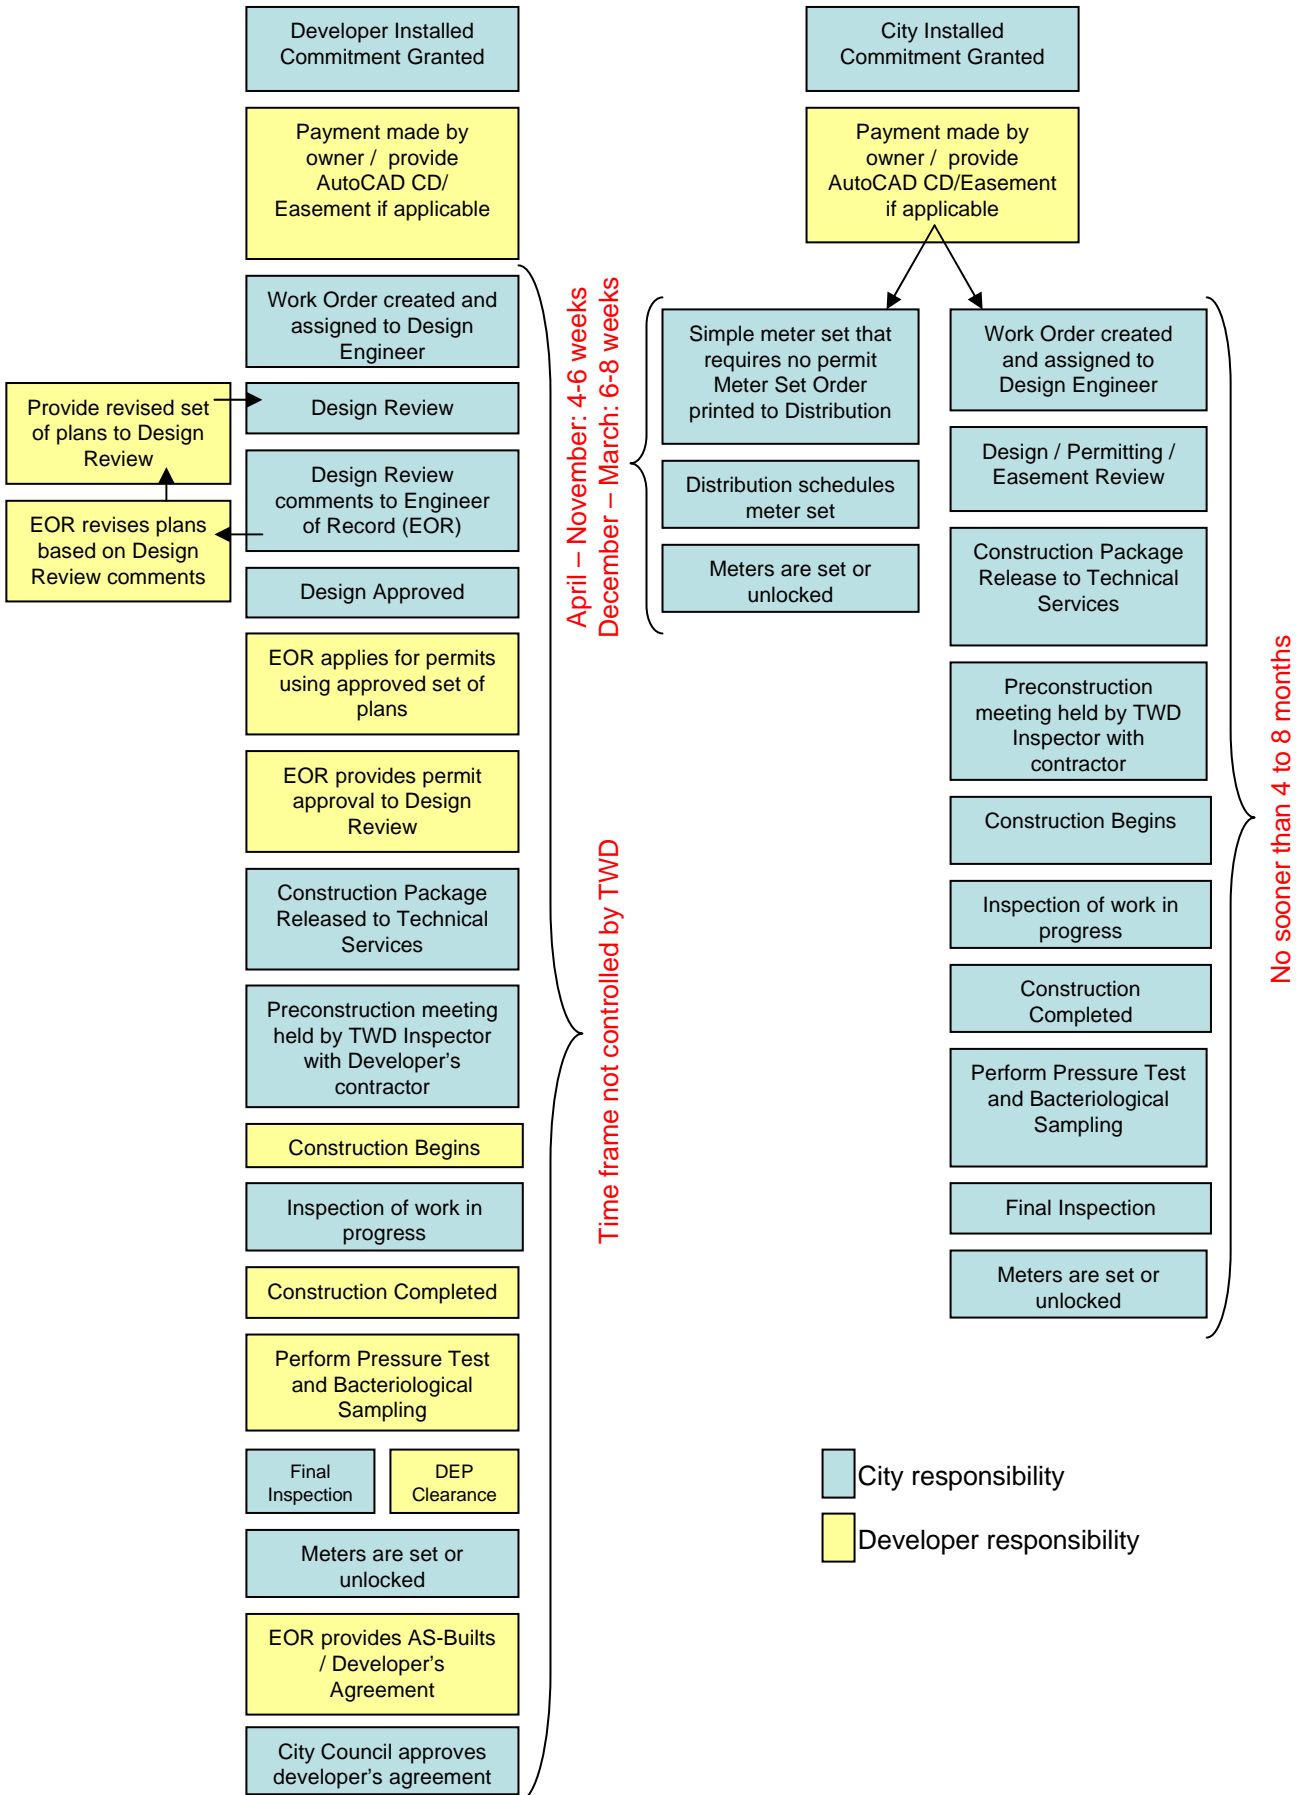 Developer Installed
Commitment Granted
Payment made by
owner / provide
AutoCAD CD/
Easement if applicable
Work Order created and
assigned to Design
Engineer
Design Review
Provide revised set
of plans to Design
Review
Design Review
comments to Engineer
of Record (EOR)
EOR revises plans
based on Design
Review comments
Design Approved
EOR applies for permits
using approved set of
plans
EOR provides permit
approval to Design
Review
Construction Package
Released to Technical
Services
Preconstruction meeting
held by TWD Inspector
with Developer's
contractor
Construction Begins
Inspection of work in
progress
Construction Completed
Perform Pressure Test
and Bacteriological
Sampling
Final
Inspection
DEP
Clearance
Meters are set or
unlocked
EOR provides AS-Builts
/ Developer's
Agreement
City Council approves
developer's agreement
Time frame not controlled by TWD
City Installed
Commitment Granted
Payment made by
owner / provide
AutoCAD CD/Easement
if applicable
April – November: 4-6 weeks
December – March: 6-8 weeks
Simple meter set that
requires no permit
Meter Set Order
printed to Distribution
Distribution schedules
meter set
Meters are set or
unlocked
Work Order created
and assigned to
Design Engineer
Design / Permitting /
Easement Review
Construction Package
Release to Technical
Services
Preconstruction
meeting held by TWD
Inspector with
contractor
Construction Begins
Inspection of work in
progress
Construction
Completed
Perform Pressure Test
and Bacteriological
Sampling
Final Inspection
Meters are set or
unlocked
No sooner than 4 to 8 months
City responsibility
Developer responsibility